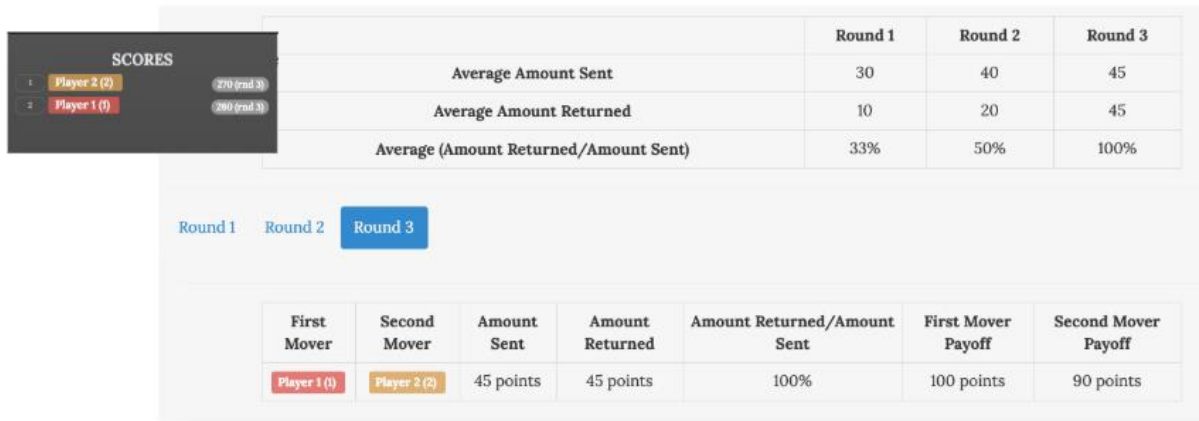 SCORES
1 Player 2 (2) 270 (rnd 3)
2 Player 1 (1) 260 (rnd 3)
Round 1 Round 2 Round 3
Average Amount Sent 30 40 45
Average Amount Returned 10 20 45
Average (Amount Returned/Amount Sent) 33% 50% 100%
Round 1 Round 2 Round 3
First Second Amount Amount Amount Returned/Amount First Mover Second Mover
Mover Mover Sent Returned Sent Payoff Payoff
Player 1 (1) Player 2 (2) 45 points 45 points 100% 100 points 90 points